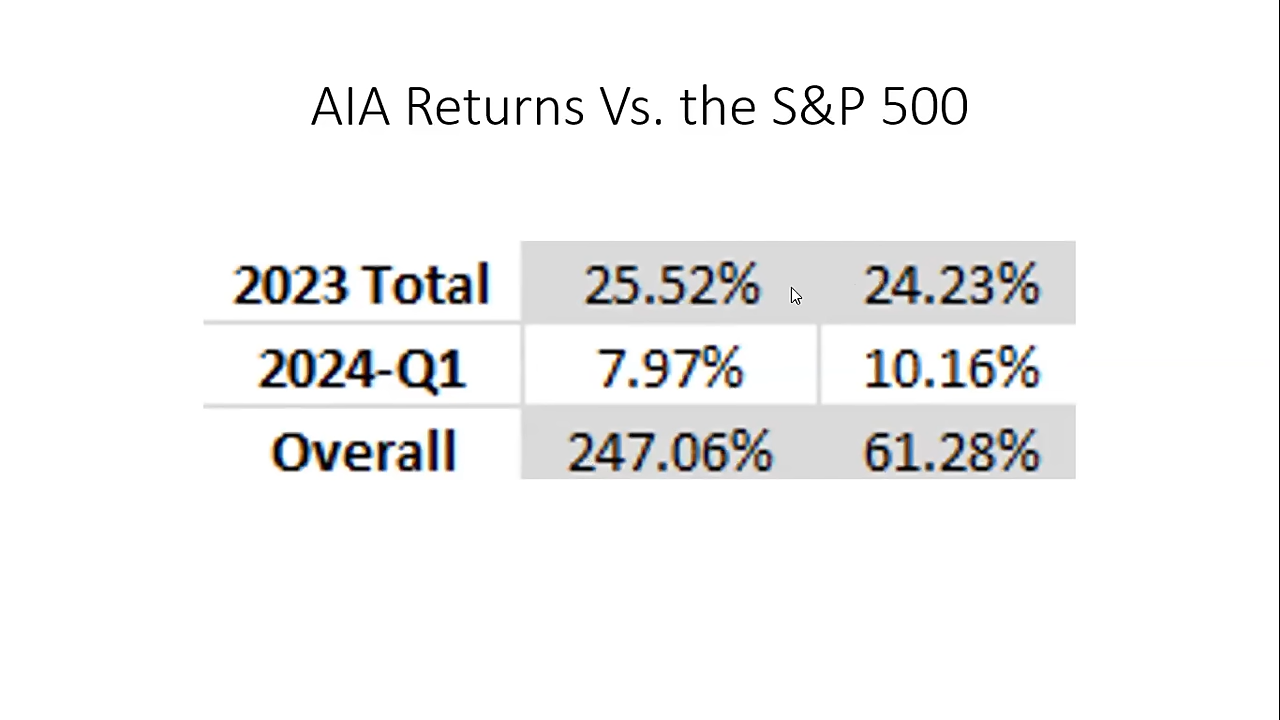 AIA Returns Vs. the S&P 500
2023 Total 25.52% 24.23%
2024-Q1 7.97% 10.16%
Overall 247.06% 61.28%